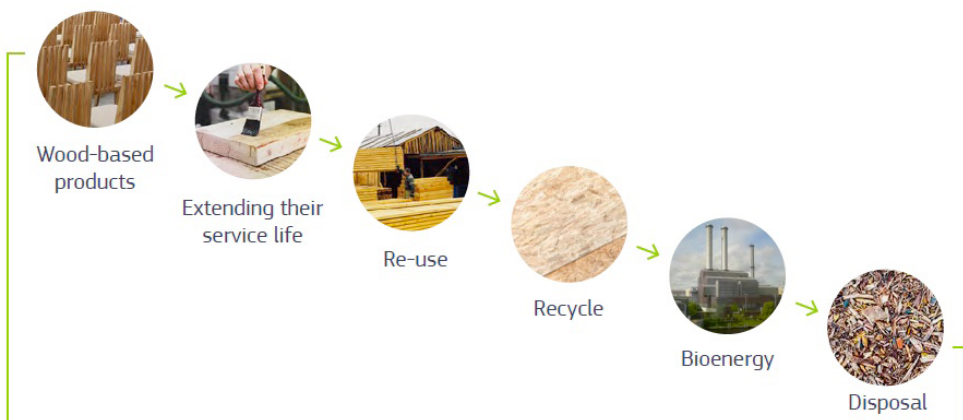 Wood-based
products
Extending their
service life
Re-use
Recycle
Bioenergy
Disposal